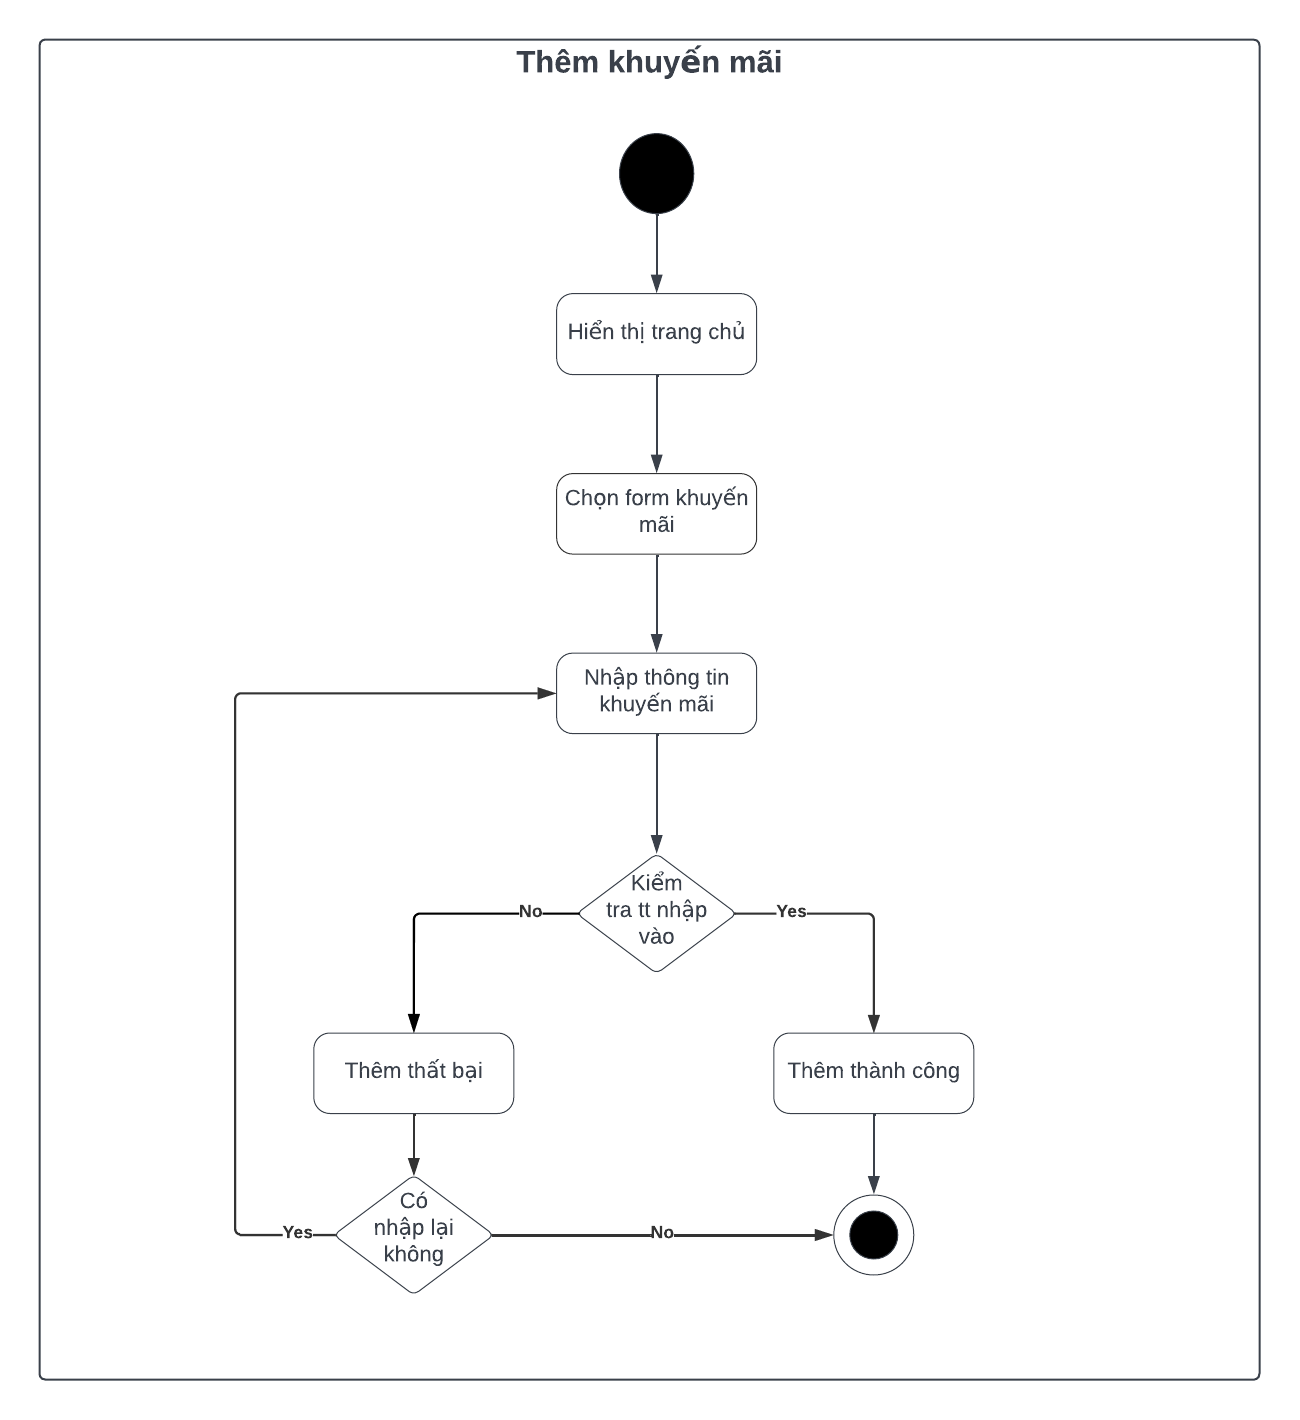 Thêm khuyến mãi
Hiển thị trang chủ
Chọn form khuyến
mãi
Nhập thông tin
khuyến mãi
Kiểm
tra tt nhập
vào
No
Yes
Thêm thất bại
Thêm thành công
Có
nhập lại
không
Yes
No